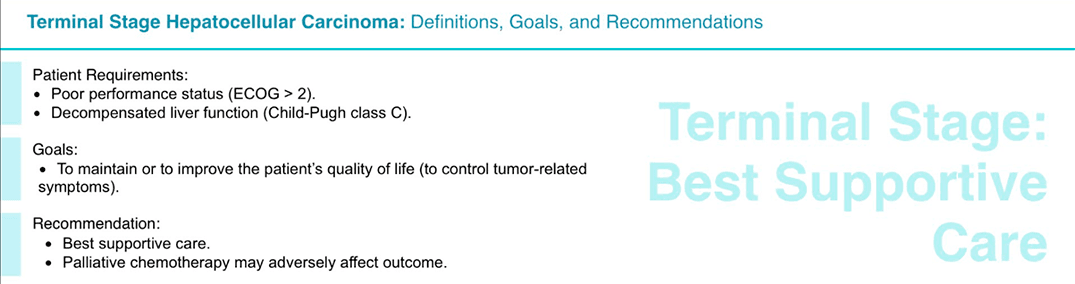 Terminal Stage Hepatocellular Carcinoma: Definitions, Goals, and Recommendations
Patient Requirements:
• Poor performance status (ECOG > 2).
• Decompensated liver function (Child-Pugh class C).
Goals:
• To maintain or to improve the patient's quality of life (to control tumor-related
symptoms).
Recommendation:
• Best supportive care.
• Palliative chemotherapy may adversely affect outcome.
Terminal Stage:
Best Supportive
Care